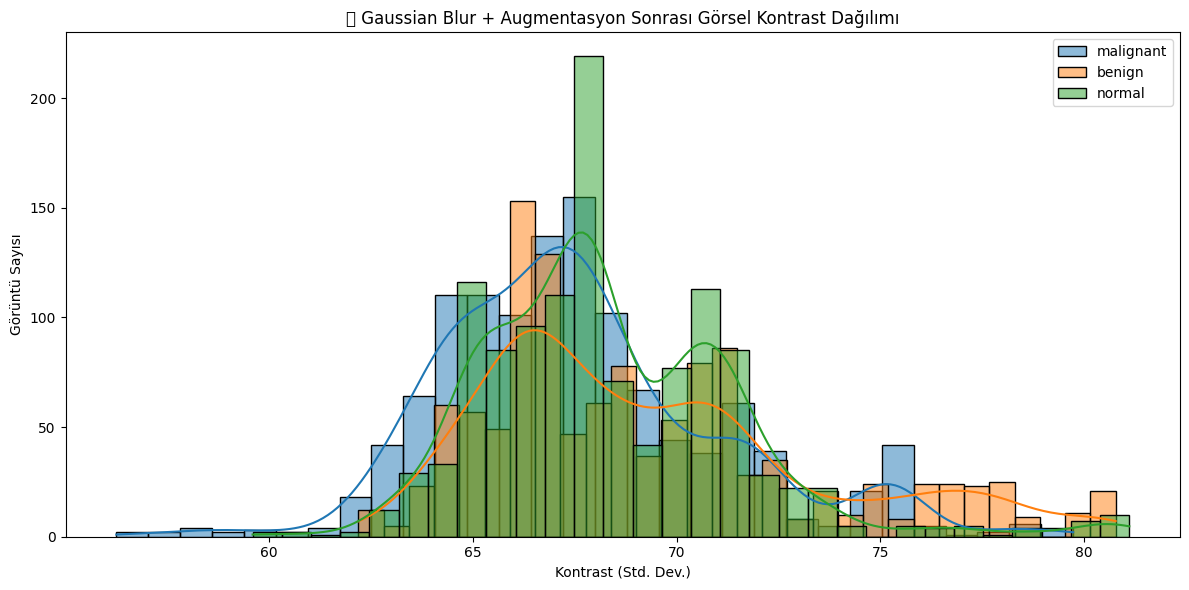 Gaussian Blur + Augmentasyon Sonrası Görsel Kontrast Dağılımı
malignant
benign
normal
Görüntü Sayısı
200
150
100
50
0
60 65 70 75 80
Kontrast (Std. Dev.)